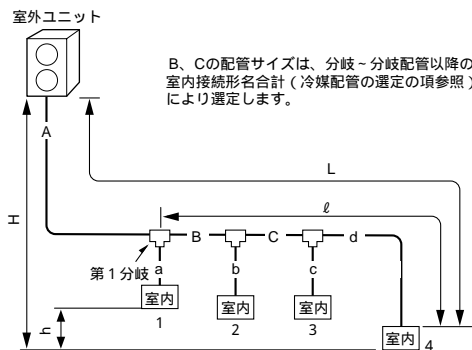 室外ユニット
B、Cの配管サイズは、分岐~分岐配管以降の
室内接続形名合計(冷媒配管の選定の項参照)
により選定します。
A
L
H
ℓ
B
C
d
第1分岐
a
b
c
室内
室内
室内
室内
h
1
2
3
4